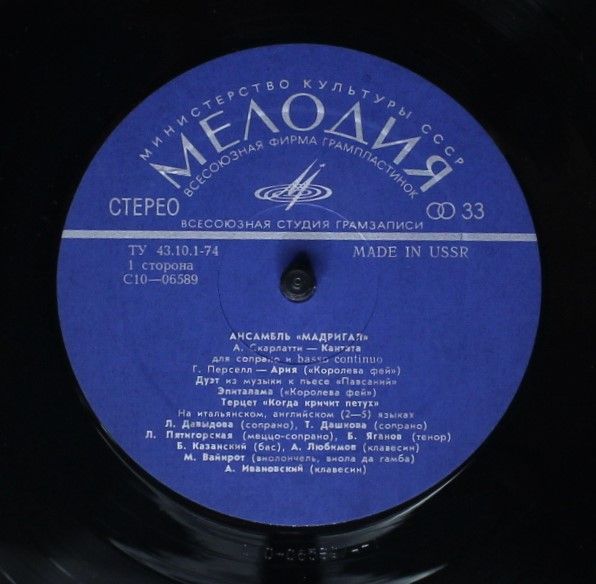 МИНИСТЕРСТВО КУЛЬТУРЫ СССР
МЕЛОДИЯ
ВСЕСОЮЗНАЯ ФИРМА ГРАМПЛАСТИНОК
СТЕРЕО
33
ВСЕСОЮЗНАЯ СТУДИЯ ГРАМЗАПИСИ
ТУ 43.10.1-74
MADE IN USSR
1 сторона
С10—06589
АНСАМБЛЬ «МАДРИГАЛ»
А. Скарлатти — Кантата
для сопрано и basso continuo
Г. Перселл — Ария («Королева фей»)
Дуэт из музыки к пьесе «Павсаний»
Эпиталама («Королева фей»)
Терцет «Когда кричит петух»
На итальянском, английском (2—5) языках
Л. Давыдова (сопрано), Т. Дашкова (сопрано)
Л. Пятигорская (меццо-сопрано), Б. Яганов (тенор)
Б. Казанский (бас), А. Любимов (клавесин)
М. Вайнрот (виолончель, виола да гамба)
А. Ивановский (клавесин)